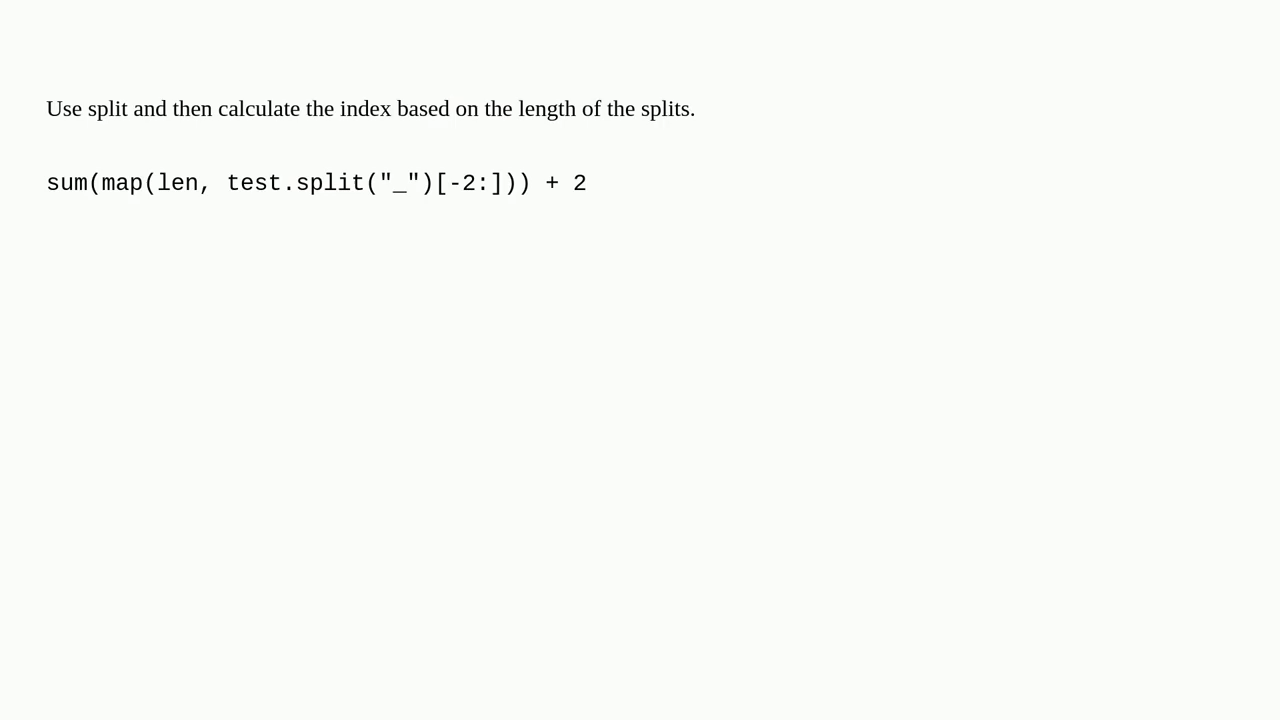 Use split and then calculate the index based on the length of the splits.
sum(map(len, test.split("_")[-2:])) + 2